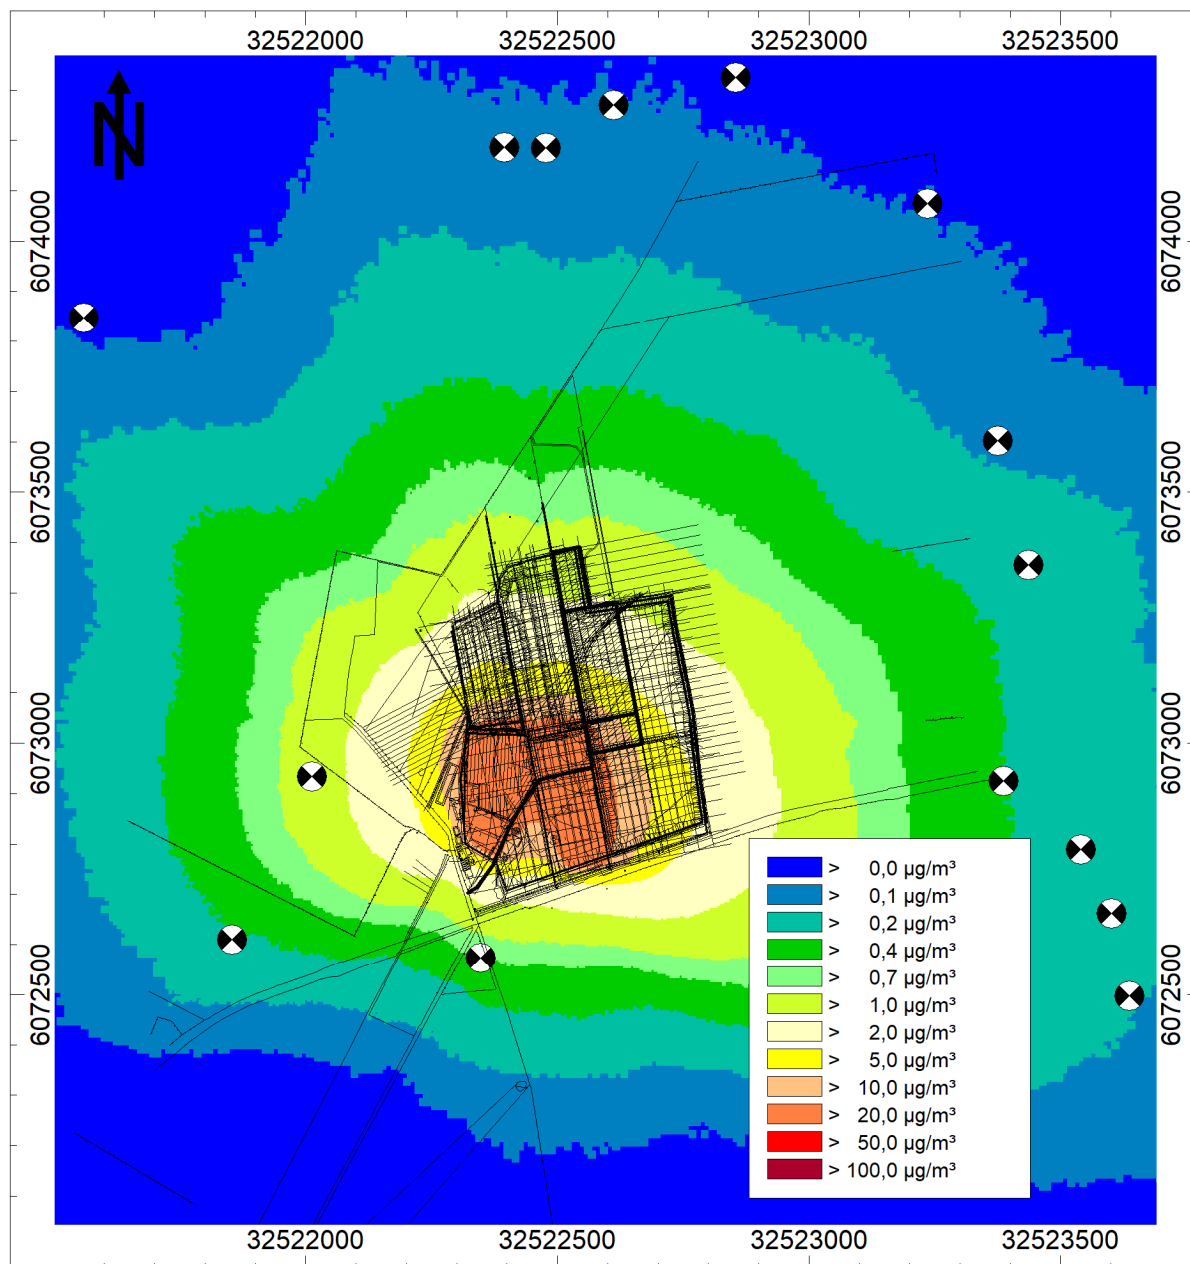 32522000 32522500 32523000 32523500
N
6074000
6074000
6073500
6073500
6073000
6073000
6072500
6072500
> 0,0 µg/m³
> 0,1 µg/m³
> 0,2 µg/m³
> 0,4 µg/m³
> 0,7 µg/m³
> 1,0 µg/m³
> 2,0 µg/m³
> 5,0 µg/m³
> 10,0 µg/m³
> 20,0 µg/m³
> 50,0 µg/m³
> 100,0 µg/m³
32522000 32522500 32523000 32523500